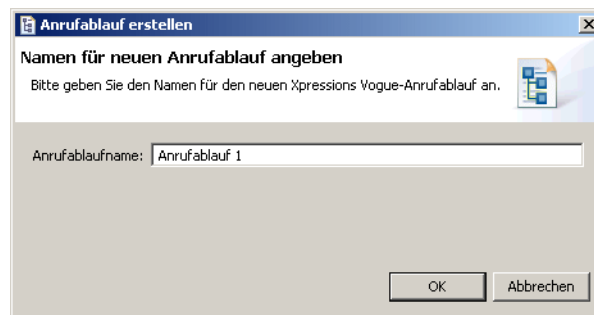 Anrufablauf erstellen
Namen für neuen Anrufablauf angeben
Bitte geben Sie den Namen für den neuen Xpressions Vogue-Anrufablauf an.
Anrufablaufname: Anrufablauf 1
OK Abbrechen